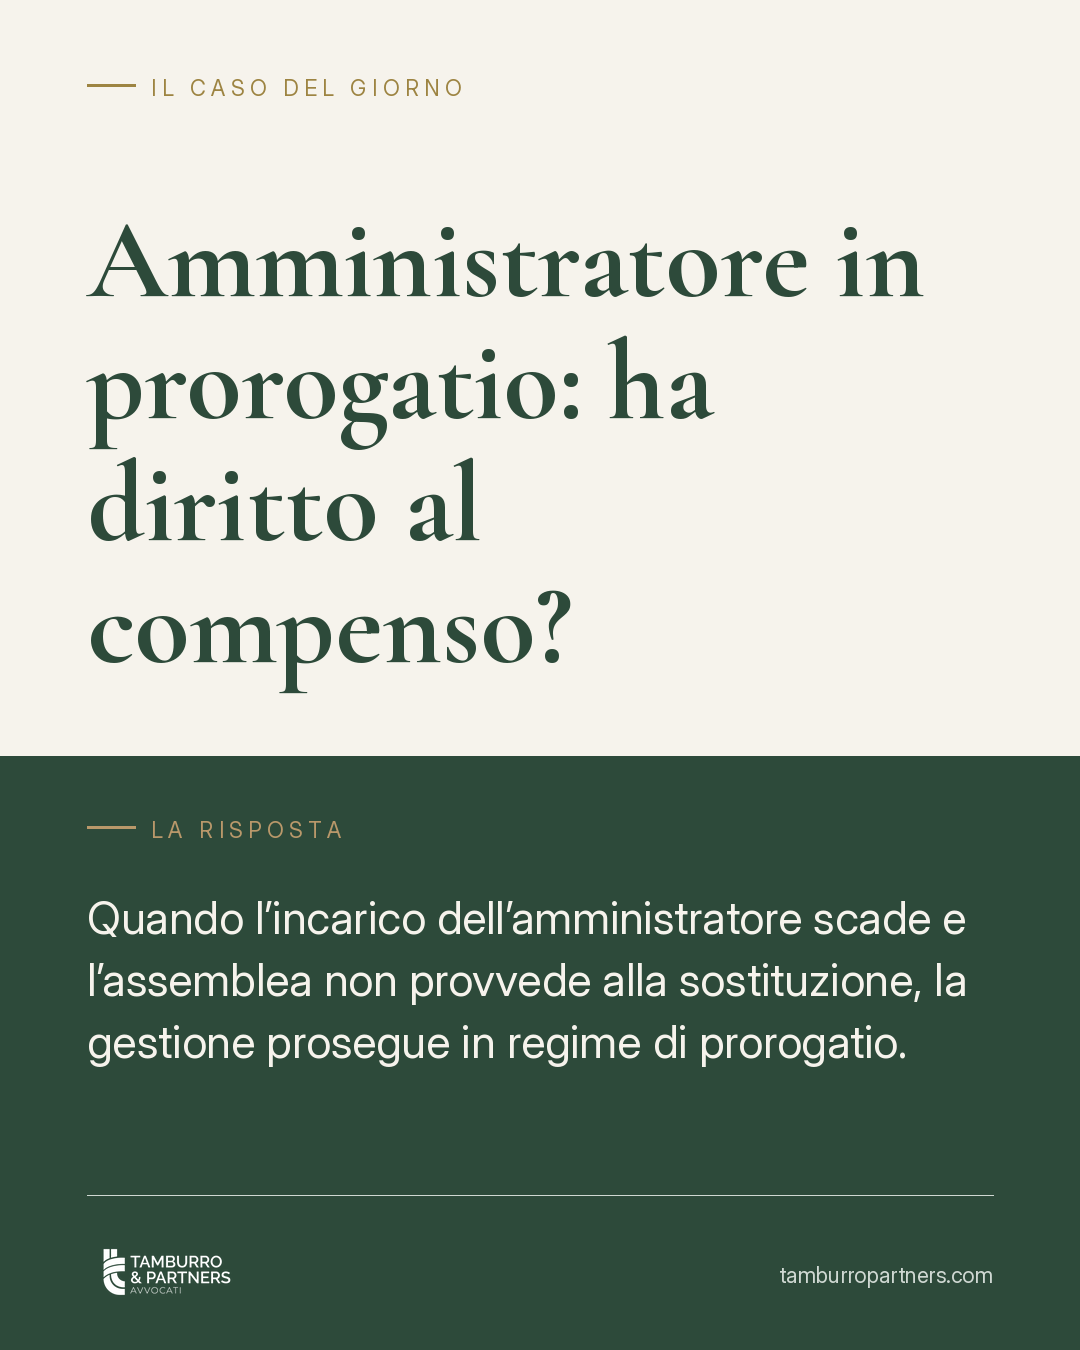 IL CASO DEL GIORNO
Amministratore in
prorogatio: ha
diritto al
compenso?
LA RISPOSTA
Quando l’incarico dell’amministratore scade e
l’assemblea non provvede alla sostituzione, la
gestione prosegue in regime di prorogatio.
TAMBURRO
& PARTNERS
AVVOCATI
tamburropartners.com